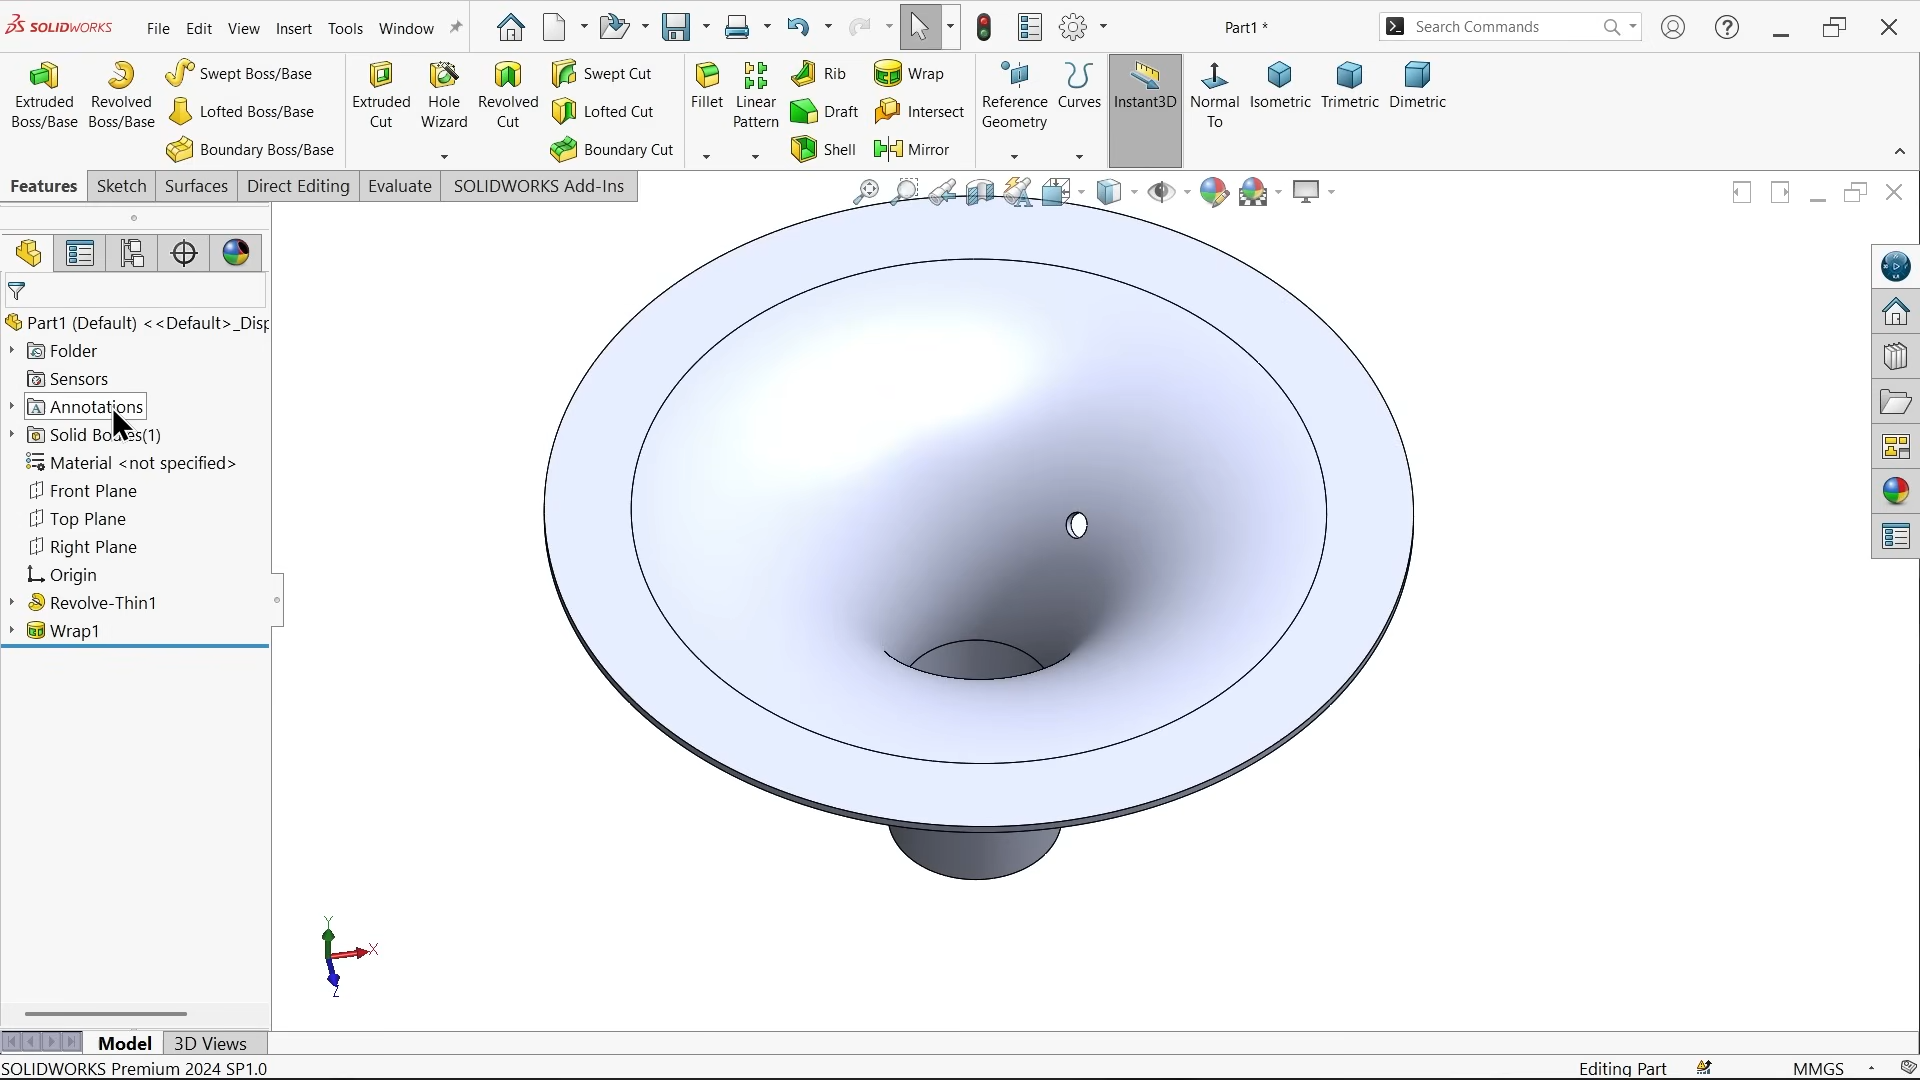 SOLIDWORKS File Edit View Insert Tools Window Part1 * Search Commands
Extruded Boss/Base
Revolved Boss/Base
Swept Boss/Base
Lofted Boss/Base
Boundary Boss/Base
Extruded Cut
Hole Wizard
Revolved Cut
Swept Cut
Lofted Cut
Boundary Cut
Fillet
Linear Pattern
Rib
Draft
Shell
Wrap
Intersect
Mirror
Reference Geometry
Curves
Instant3D
Normal To
Isometric
Trimetric
Dimetric
Features Sketch Surfaces Direct Editing Evaluate SOLIDWORKS Add-Ins
Part1 (Default) <<Default>_Disp
Folder
Sensors
Annotations
Solid Bodies(1)
Material <not specified>
Front Plane
Top Plane
Right Plane
Origin
Revolve-Thin1
Wrap1
Y
X
Z
Model 3D Views
SOLIDWORKS Premium 2024 SP1.0 Editing Part MMGS